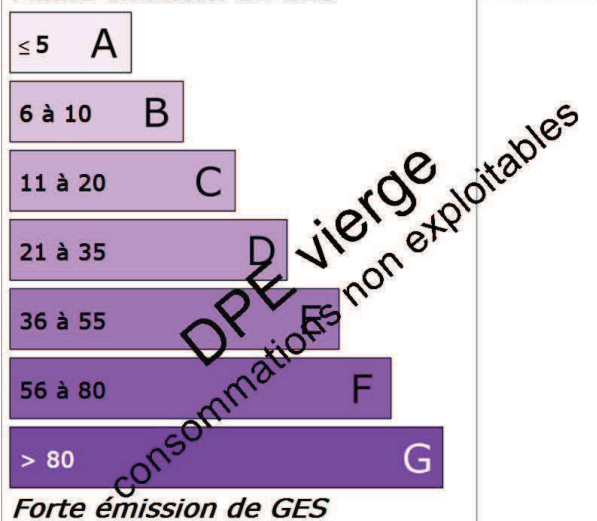 ≤ 5 A
6 à 10 B
11 à 20 C
21 à 35 D
36 à 55 E
56 à 80 F
> 80 G
DPE vierge
consommations non exploitables
Forte émission de GES